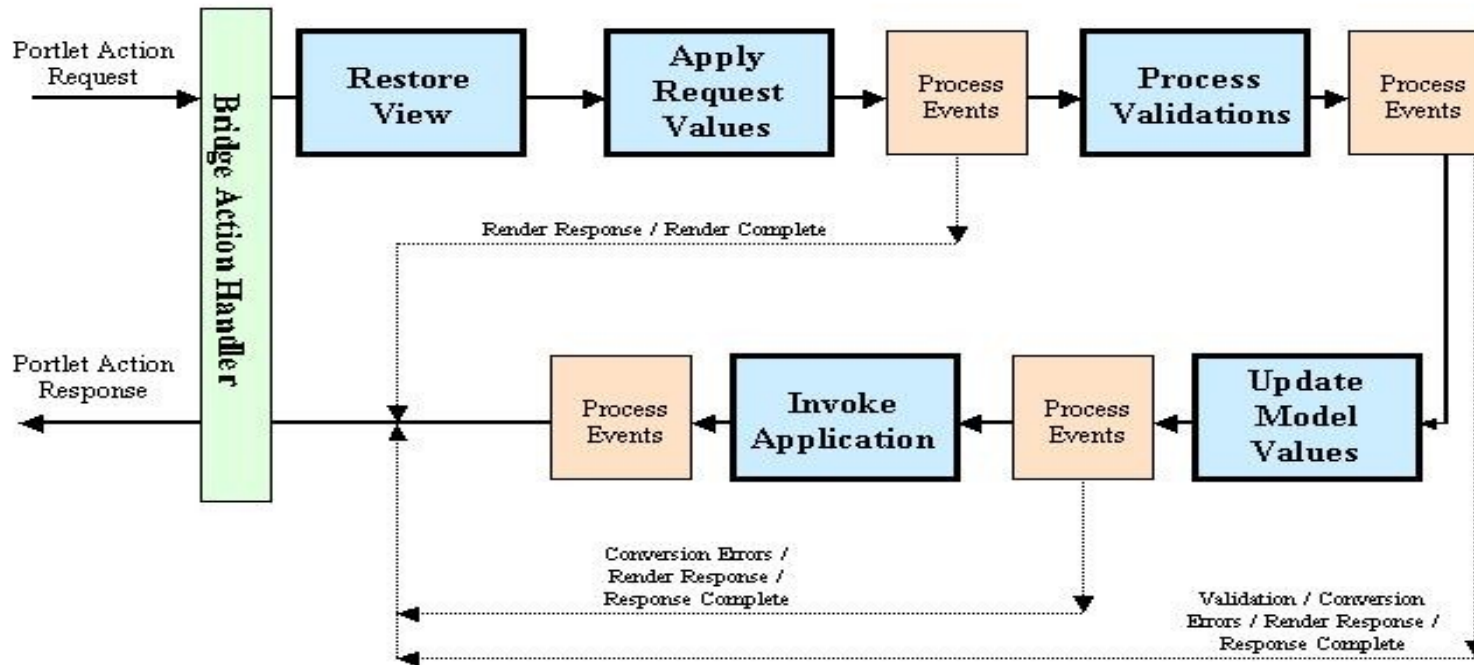 Portlet Action
Request
Bridge Action Handler
Restore
View
Apply
Request
Values
Process
Events
Process
Validations
Process
Events
Render Response / Render Complete
Portlet Action
Response
Process
Events
Invoke
Application
Process
Events
Update
Model
Values
Conversion Errors /
Render Response /
Response Complete
Validation / Conversion
Errors / Render Response /
Response Complete